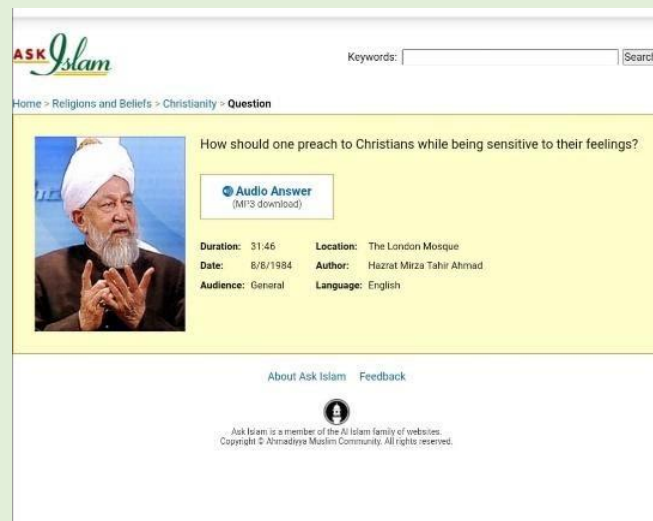 ASK Islam
Keywords:
Search
Home > Religions and Beliefs > Christianity > Question
How should one preach to Christians while being sensitive to their feelings?
Audio Answer
(MP3 download)
Duration: 31:46 Location: The London Mosque
Date: 8/8/1984 Author: Hazrat Mirza Tahir Ahmad
Audience: General Language: English
About Ask Islam Feedback
Ask Islam is a member of the Al Islam family of websites.
Copyright © Ahmadiyya Muslim Community. All rights reserved.